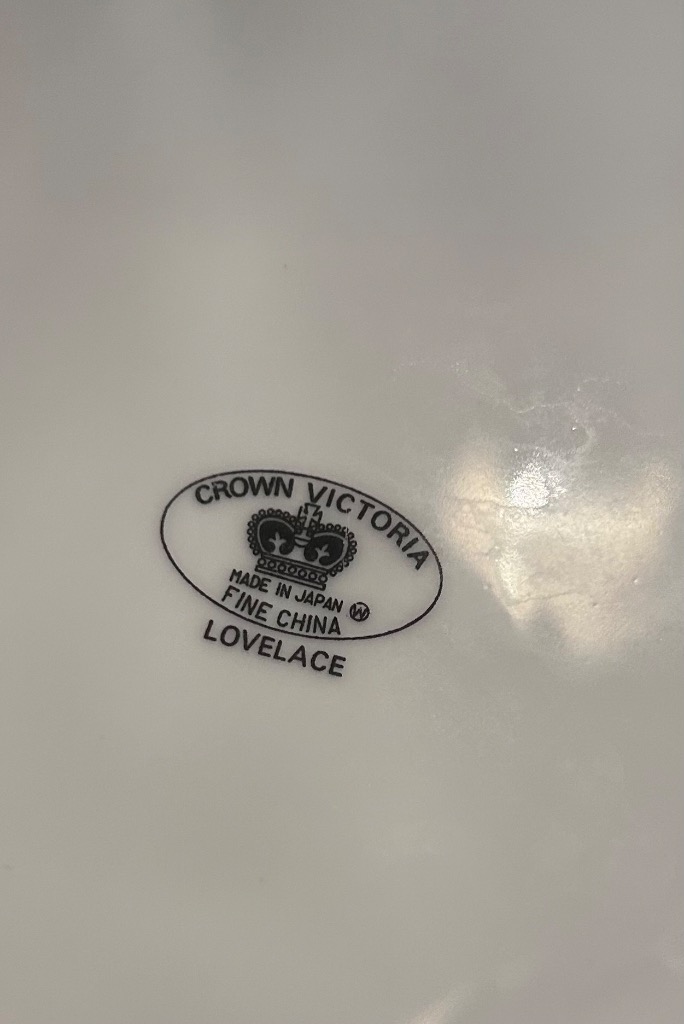 CROWN VICTORIA
MADE IN JAPAN W
FINE CHINA
LOVELACE